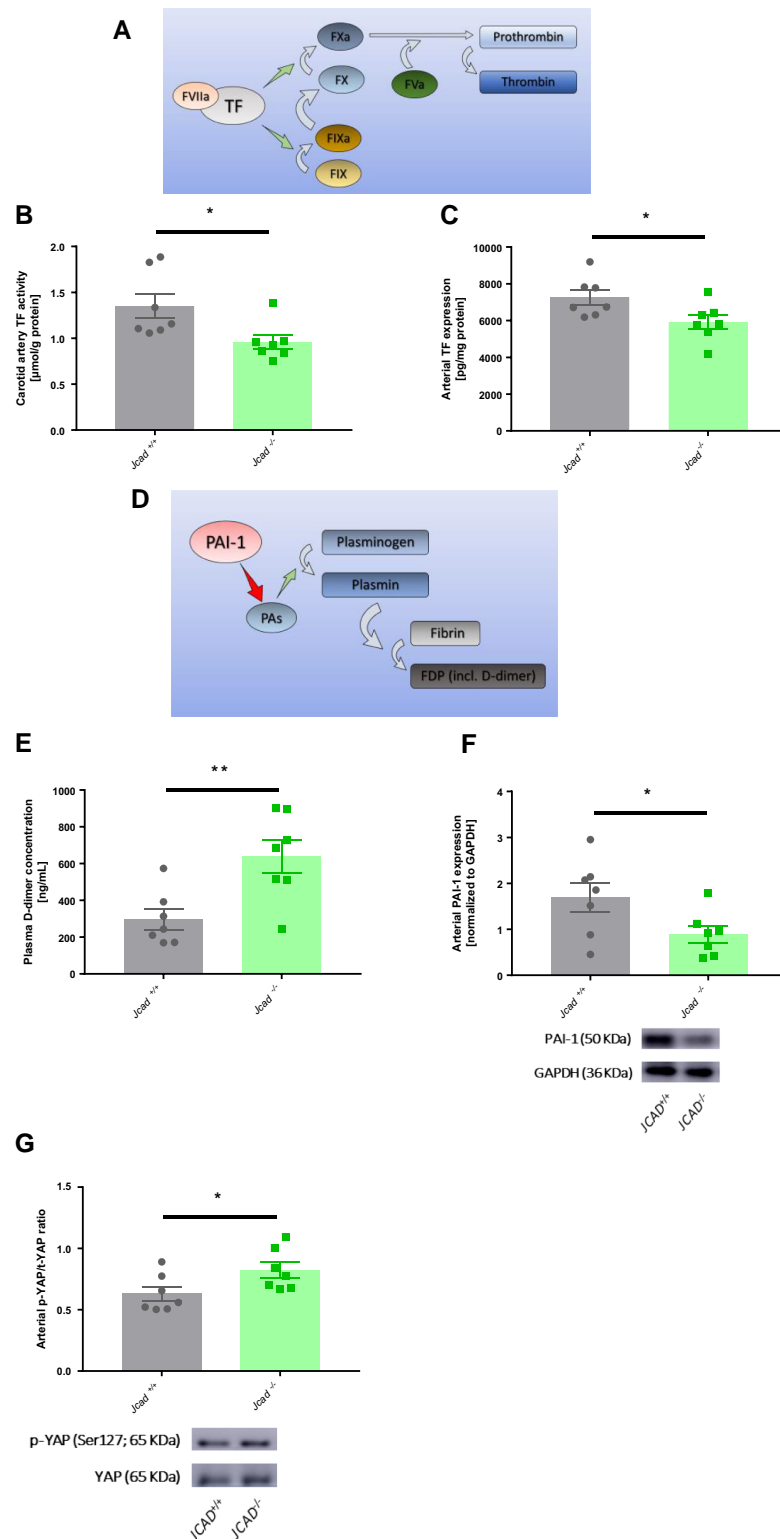 A
FXa
Prothrombin
FVIIa
TF
FX
FVa
Thrombin
FIXa
FIX
B
*
Carotid artery TF activity
[µmol/g protein]
2.0
1.5
1.0
0.5
0.0
Jcad +/+
Jcad -/-
C
*
Arterial TF expression
[pg/mg protein]
10000
8000
6000
4000
2000
0
Jcad +/+
Jcad -/-
D
PAI-1
Plasminogen
Plasmin
PAs
Fibrin
FDP (incl. D-dimer)
E
**
Plasma D-dimer concentration
[ng/mL]
1000
800
600
400
200
0
Jcad +/+
Jcad -/-
F
*
Arterial PAI-1 expression
[normalized to GAPDH]
4
3
2
1
0
Jcad +/+
Jcad -/-
PAI-1 (50 KDa)
GAPDH (36 KDa)
JCAD+/+
JCAD-/-
G
*
Arterial p-YAP/t-YAP ratio
1.5
1.0
0.5
0.0
Jcad +/+
Jcad -/-
p-YAP (Ser127; 65 KDa)
YAP (65 KDa)
JCAD+/+
JCAD-/-